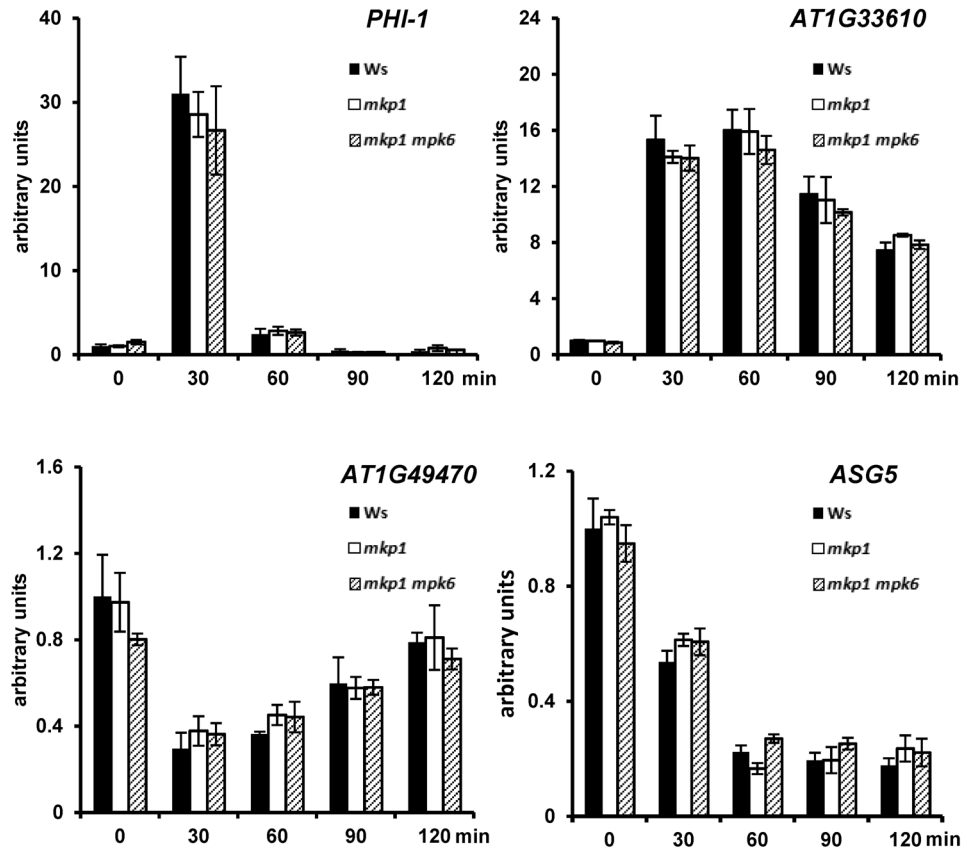 PHI-1
arbitrary units
40
30
20
10
0
Ws
mkp1
mkp1 mpk6
0 30 60 90 120 min
AT1G33610
arbitrary units
24
20
16
12
8
4
0
Ws
mkp1
mkp1 mpk6
0 30 60 90 120 min
AT1G49470
arbitrary units
1.6
1.2
0.8
0.4
0
Ws
mkp1
mkp1 mpk6
0 30 60 90 120 min
ASG5
arbitrary units
1.2
0.8
0.4
0
Ws
mkp1
mkp1 mpk6
0 30 60 90 120 min